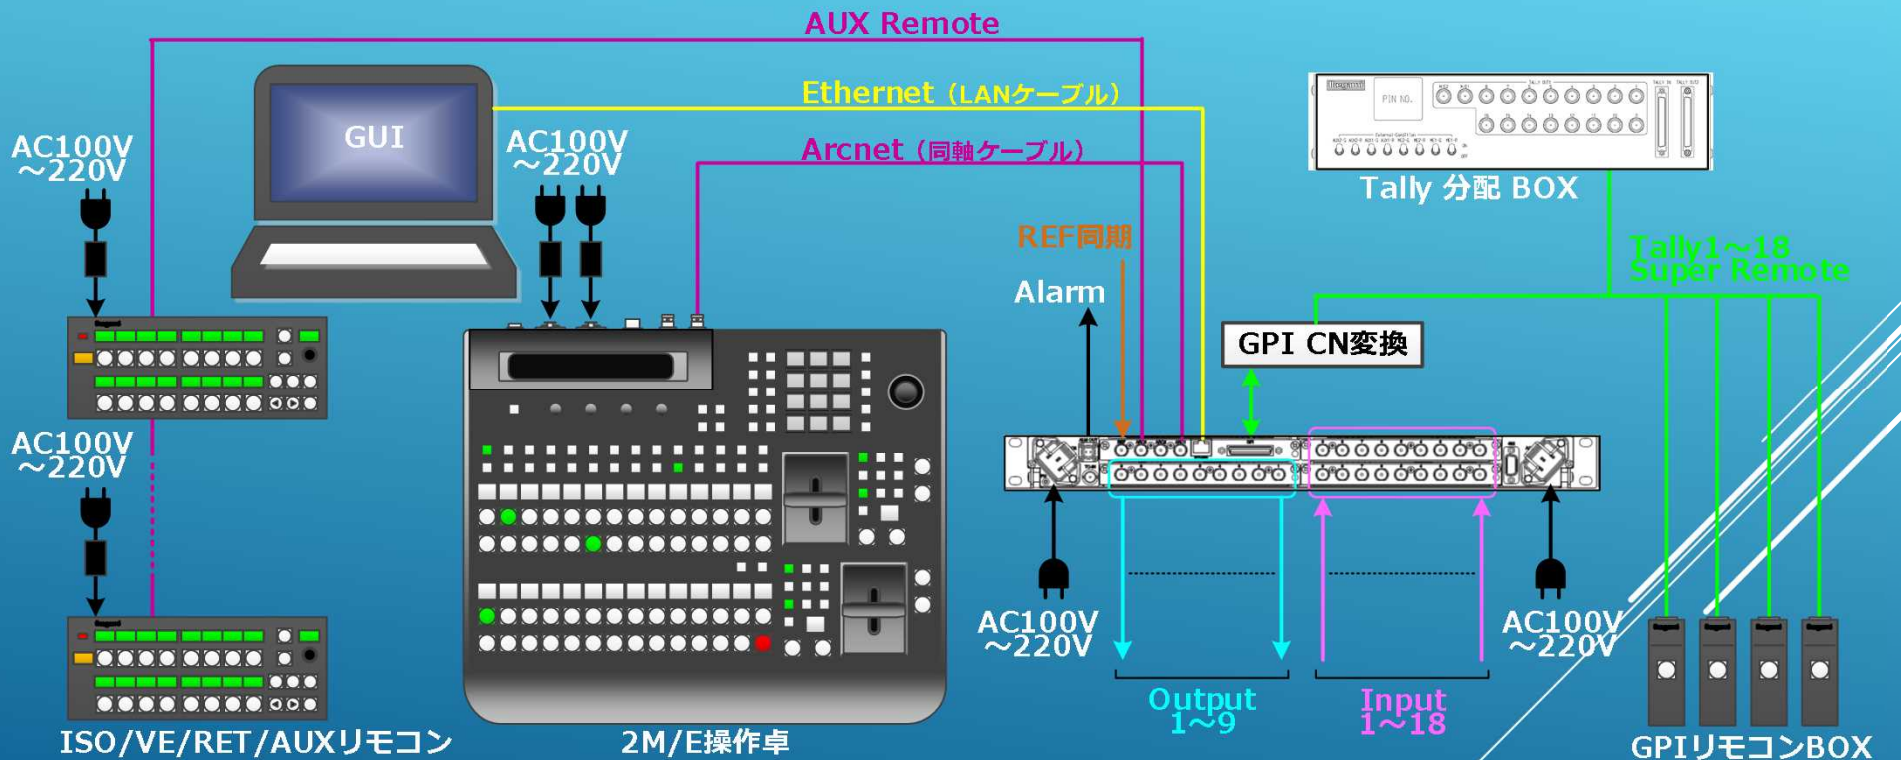 AUX Remote
Ethernet（LANケーブル）
Arcnet（同軸ケーブル）
GUI
AC100V
～220V
AC100V
～220V
PIN NO.
Tally 分配 BOX
REF同期
Alarm
Tally1～18
Super Remote
GPI CN変換
AC100V
～220V
AC100V
～220V
AC100V
～220V
Output
1～9
Input
1～18
ISO/VE/RET/AUXリモコン
2M/E操作卓
GPIリモコンBOX